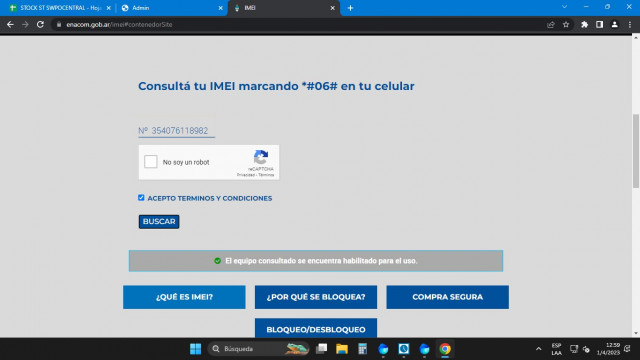 STOCK ST SWPOCENTRAL - Hoja
Admin
IMEI
enacom.gob.ar/imei#contenedorSite
Consultá tu IMEI marcando *#06# en tu celular
Nº 354076118982
No soy un robot
reCAPTCHA
Privacidad - Términos
ACEPTO TERMINOS Y CONDICIONES
BUSCAR
El equipo consultado se encuentra habilitado para el uso.
¿QUÉ ES IMEI?
¿POR QUÉ SE BLOQUEA?
COMPRA SEGURA
BLOQUEO/DESBLOQUEO
Búsqueda
ESP
LAA
12:59
1/4/2023